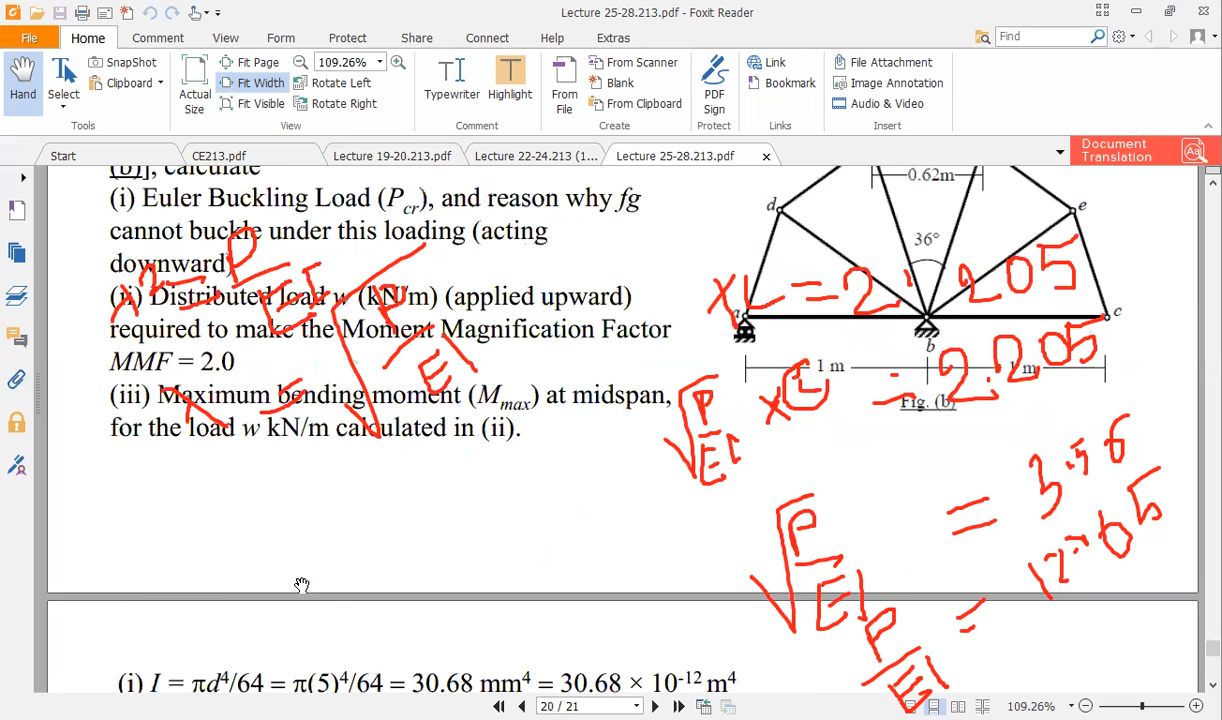 Lecture 25-28.213.pdf - Foxit Reader
File Home Comment View Form Protect Share Connect Help Extras Find
Hand Select SnapShot Clipboard Actual Size Fit Page Fit Width Fit Visible 109.26% Rotate Left Rotate Right Typewriter Highlight From File From Scanner Blank From Clipboard PDF Sign Link Bookmark File Attachment Image Annotation Audio & Video
Tools View Comment Create Protect Links Insert
Start CE213.pdf Lecture 19-20.213.pdf Lecture 22-24.213 (1... Lecture 25-28.213.pdf Document Translation
(b)], calculate
(i) Euler Buckling Load (Pcr), and reason why fg
cannot buckle under this loading (acting
downward)
(ii) Distributed load w (kN/m) (applied upward)
required to make the Moment Magnification Factor
MMF = 2.0
(iii) Maximum bending moment (Mmax) at midspan,
for the load w kN/m calculated in (ii).
0.62m
d e
36°
a c
b
1 m 1 m
Fig. (b)
λ² = P/EI
λ = √P/EI
λL = 2.205
√P/EI × L = 2.205
√P/EI = 3.56
P/EI =
(i) I = πd⁴/64 = π(5)⁴/64 = 30.68 mm⁴ = 30.68 × 10⁻¹² m⁴
20 / 21 109.26%